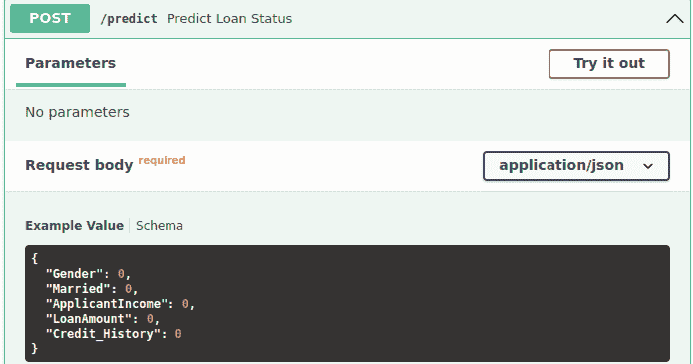 POST /predict Predict Loan Status
Parameters
Try it out
No parameters
Request body required
application/json
Example Value | Schema
{
"Gender": 0,
"Married": 0,
"ApplicantIncome": 0,
"LoanAmount": 0,
"Credit_History": 0
}